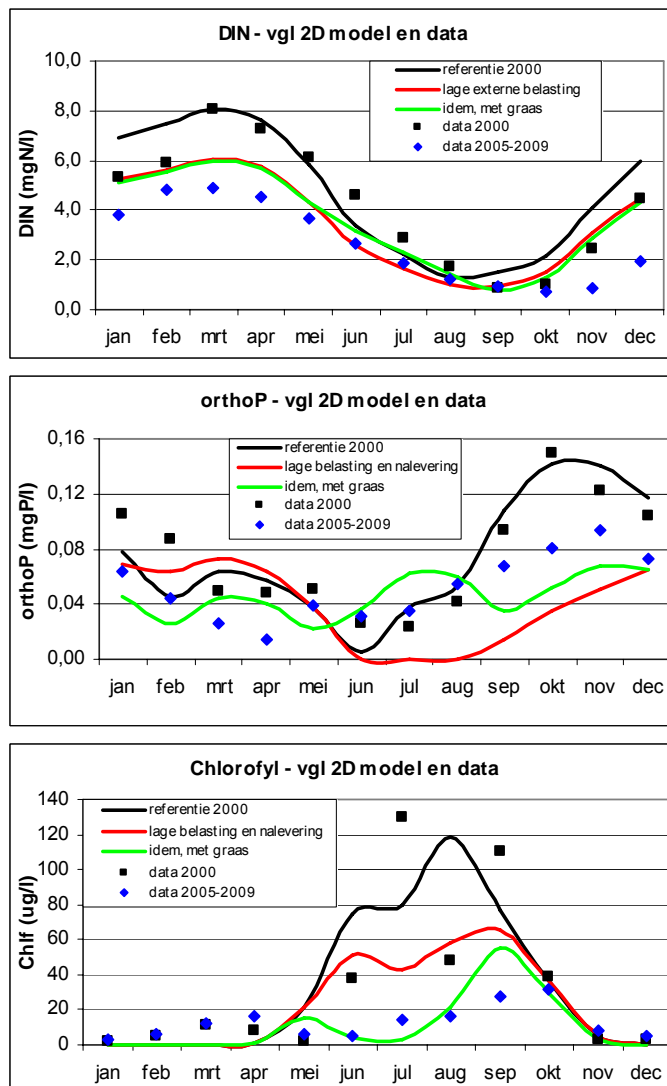 DIN - vgl 2D model en data
10,0
8,0
6,0
4,0
2,0
0,0
DIN (mgN/l)
referentie 2000
lage externe belasting
idem, met graas
data 2000
data 2005-2009
jan feb mrt apr mei jun jul aug sep okt nov dec
orthoP - vgl 2D model en data
0,16
0,12
0,08
0,04
0,00
orthoP (mgP/l)
referentie 2000
lage belasting en nalevering
idem, met graas
data 2000
data 2005-2009
jan feb mrt apr mei jun jul aug sep okt nov dec
Chlorofyl - vgl 2D model en data
140
120
100
80
60
40
20
0
Chlf (ug/l)
referentie 2000
lage belasting en nalevering
idem, met graas
data 2000
data 2005-2009
jan feb mrt apr mei jun jul aug sep okt nov dec